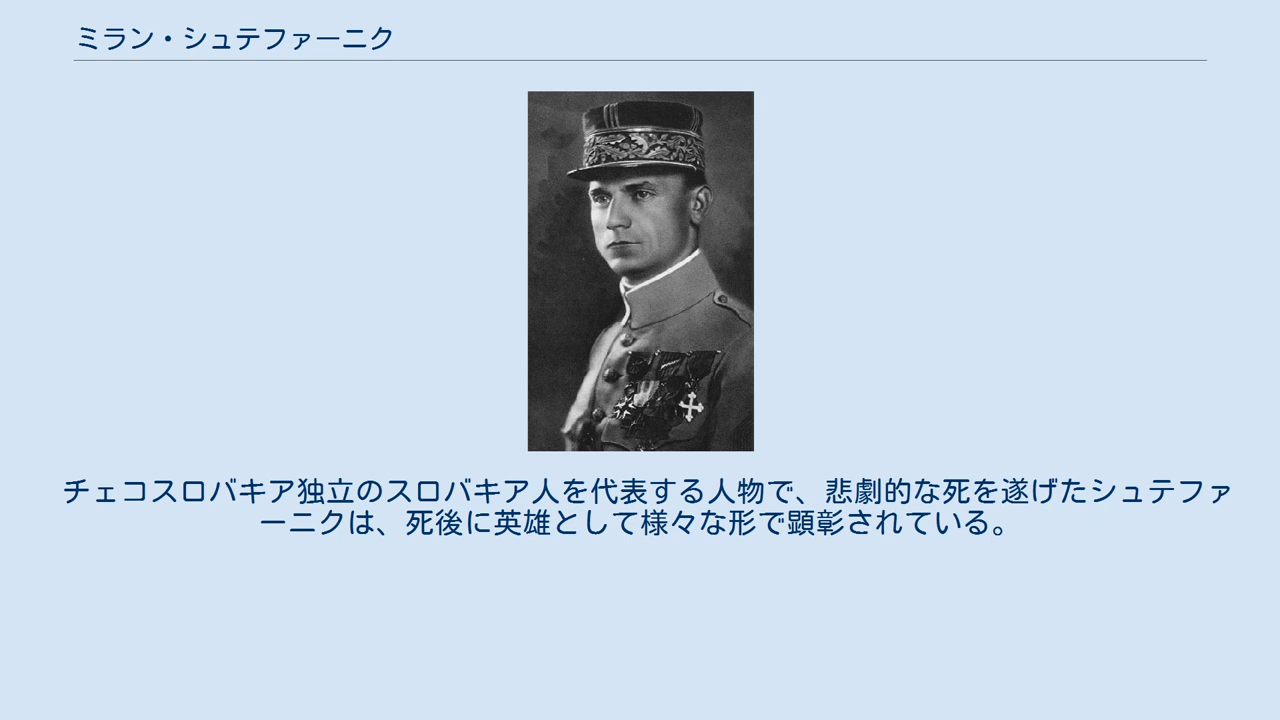 ミラン・シュテファーニク
チェコスロバキア独立のスロバキア人を代表する人物で、悲劇的な死を遂げたシュテファ
ーニクは、死後に英雄として様々な形で顕彰されている。